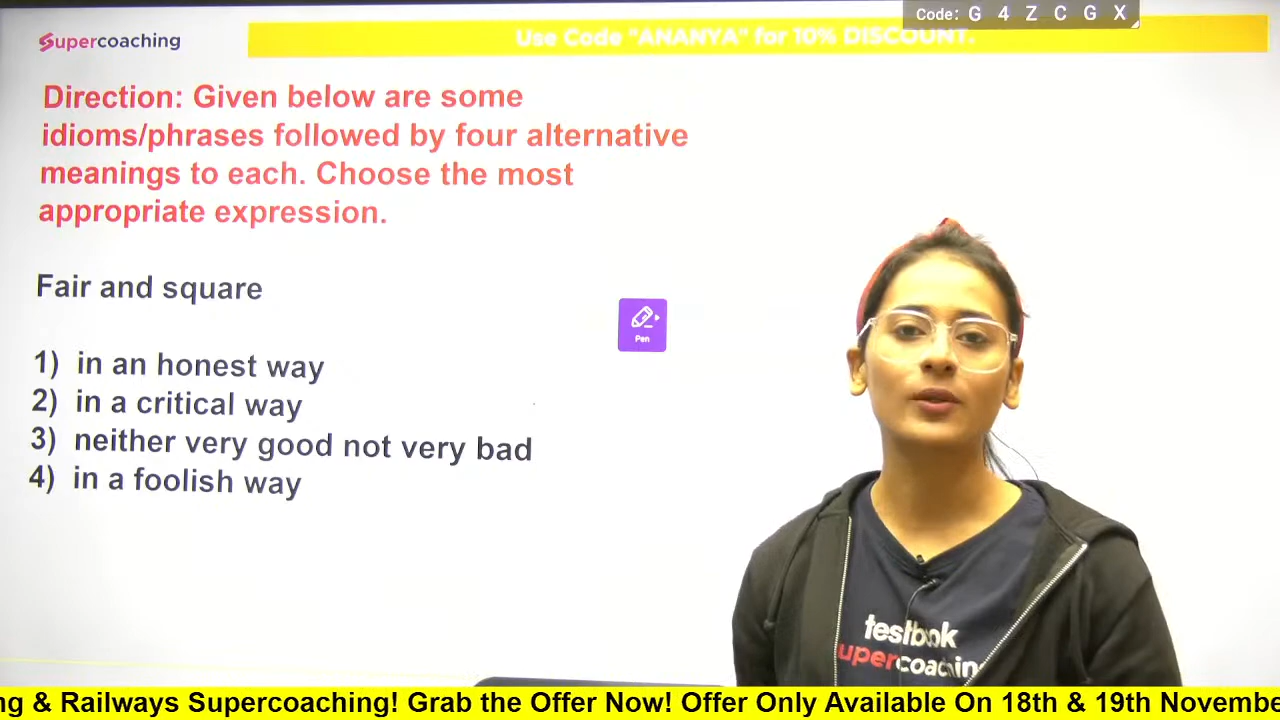 Code: G 4 Z C G X
Supercoaching
Use Code "ANANYA" for 10% DISCOUNT.
Direction: Given below are some
idioms/phrases followed by four alternative
meanings to each. Choose the most
appropriate expression.
Fair and square
Pen
1) in an honest way
2) in a critical way
3) neither very good not very bad
4) in a foolish way
testbook
supercoaching
ng & Railways Supercoaching! Grab the Offer Now! Offer Only Available On 18th & 19th Novembe